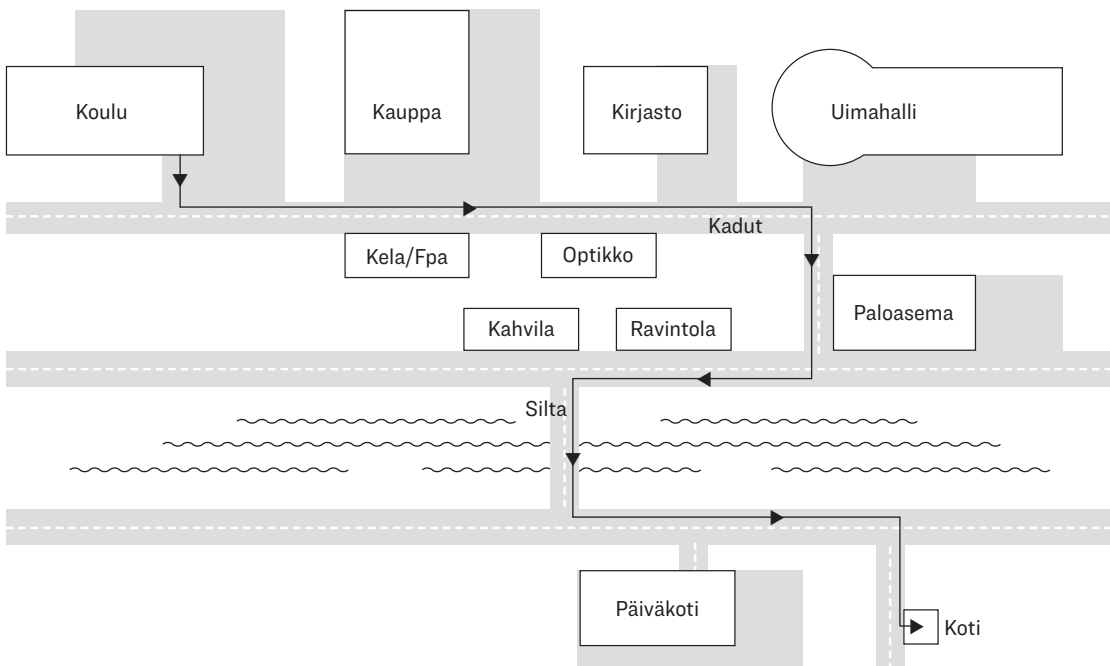 Koulu
Kauppa
Kirjasto
Uimahalli
Kadut
Kela/Fpa
Optikko
Kahvila
Ravintola
Paloasema
Silta
Päiväkoti
Koti